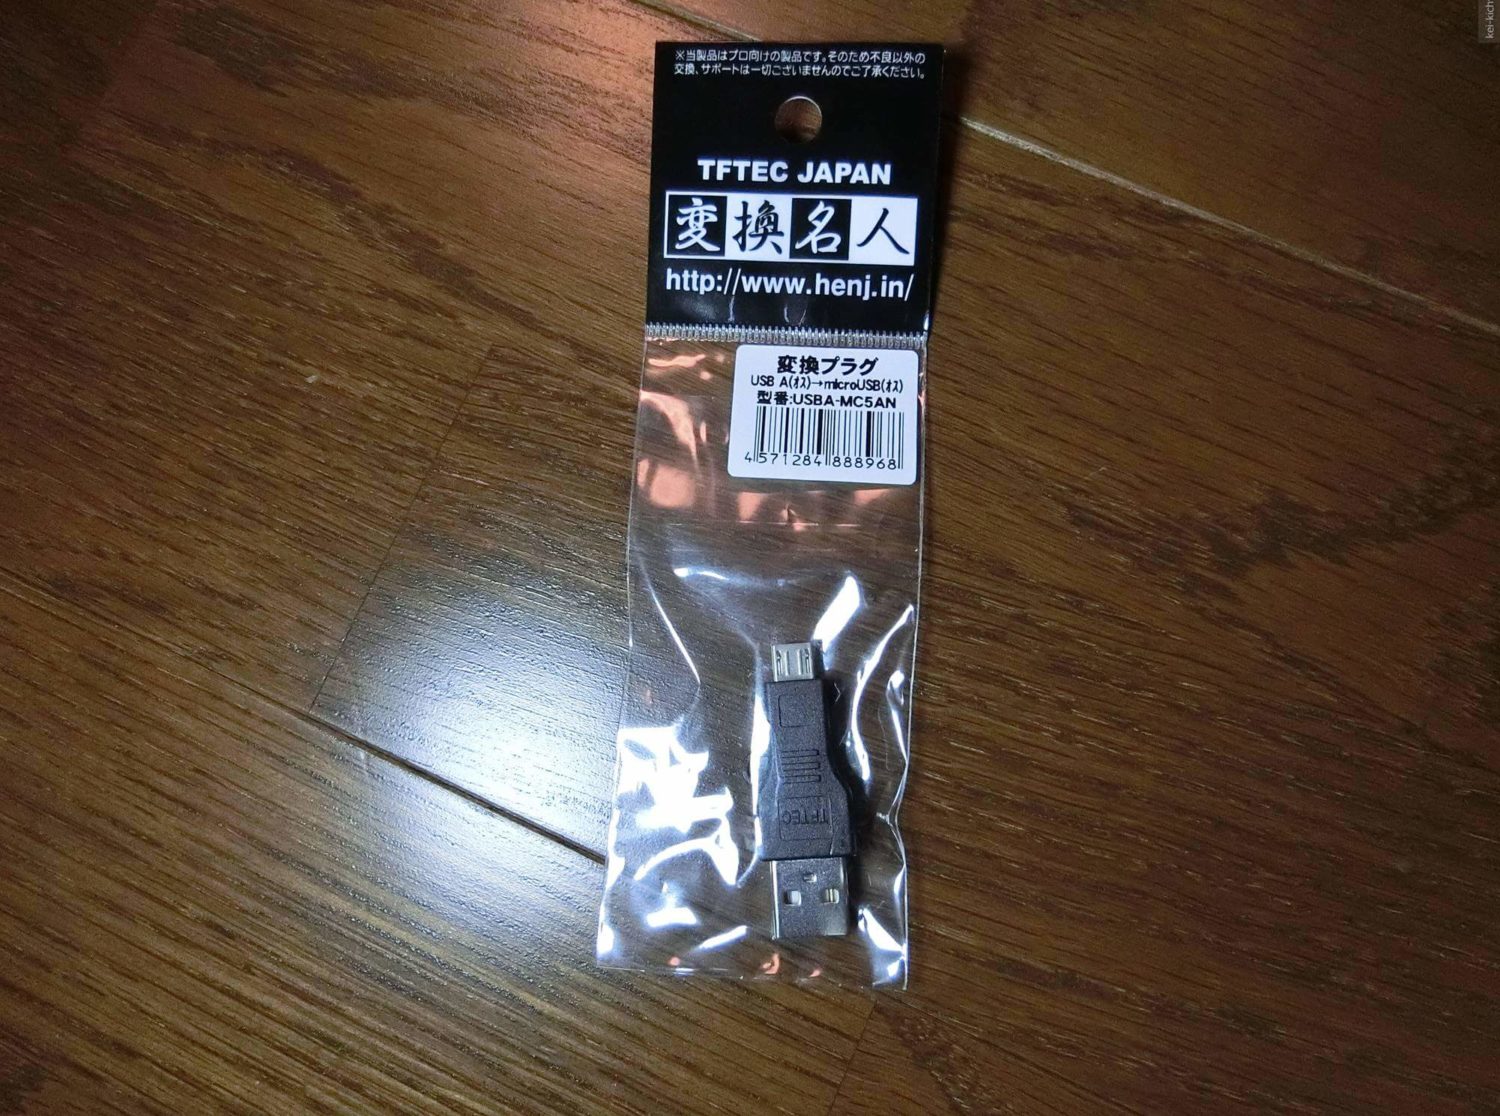 ※当製品はプロ向けの製品です。そのため不良以外の
交換、サポートは一切ございませんのでご了承ください。
TFTEC JAPAN
変換名人
http://www.henj.in/
変換プラグ
USB A(ｵｽ)→microUSB(ｵｽ)
型番:USBA-MC5AN
4 571284 888968
TFTEC